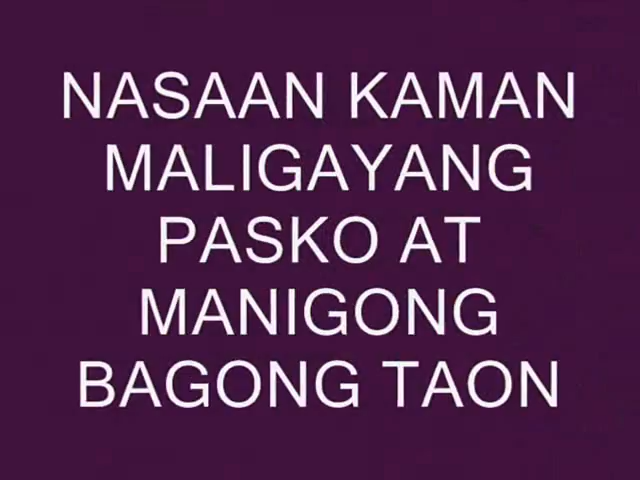 NASAAN KAMAN
MALIGAYANG
PASKO AT
MANIGONG
BAGONG TAON